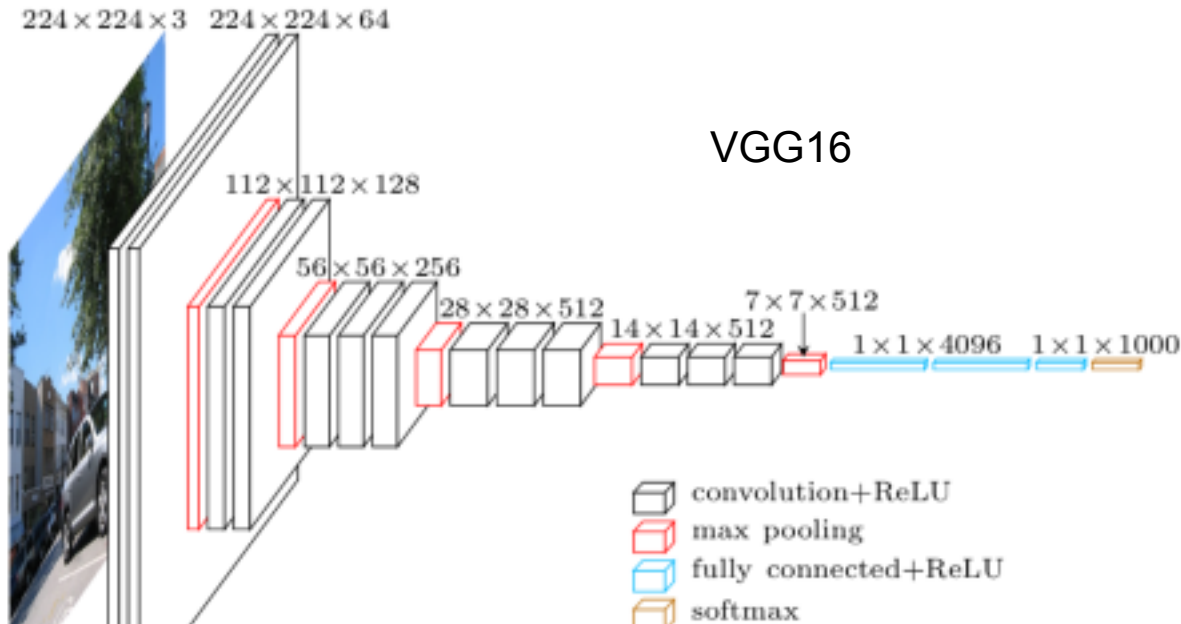 224 × 224 × 3
224 × 224 × 64
VGG16
112 × 112 × 128
56 × 56 × 256
28 × 28 × 512
14 × 14 × 512
7 × 7 × 512
1 × 1 × 4096
1 × 1 × 1000
convolution+ReLU
max pooling
fully connected+ReLU
softmax